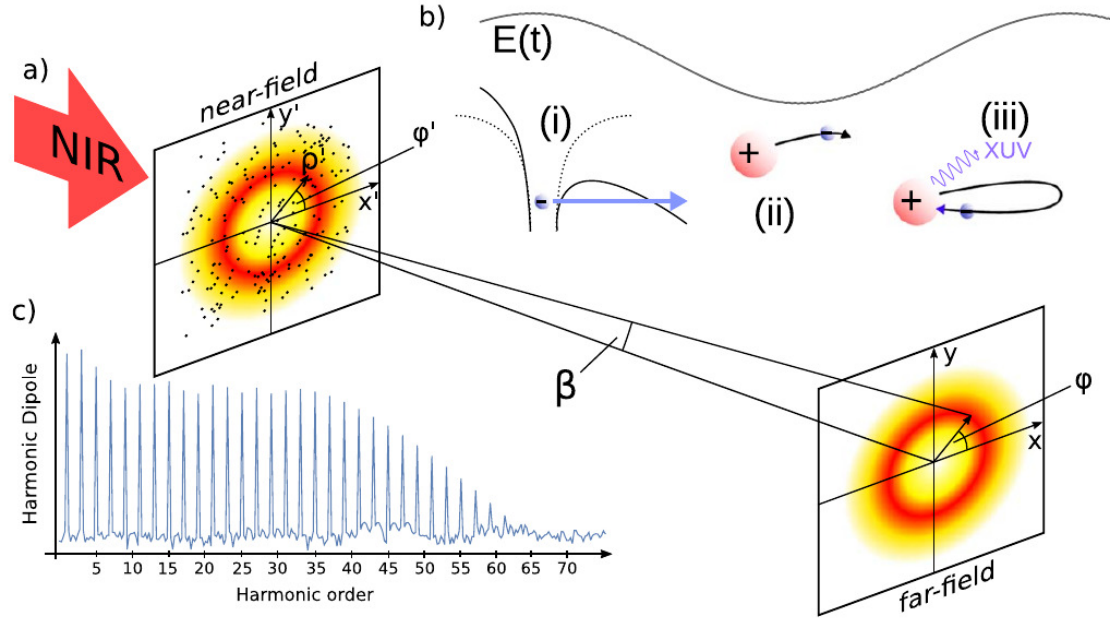 a)
NIR
near-field
y'
ρ'
φ'
x'
b)
E(t)
(i)
-
+
-
(ii)
(iii)
XUV
+
-
β
y
φ
x
far-field
c)
Harmonic Dipole
5 10 15 20 25 30 35 40 45 50 55 60 65 70
Harmonic order